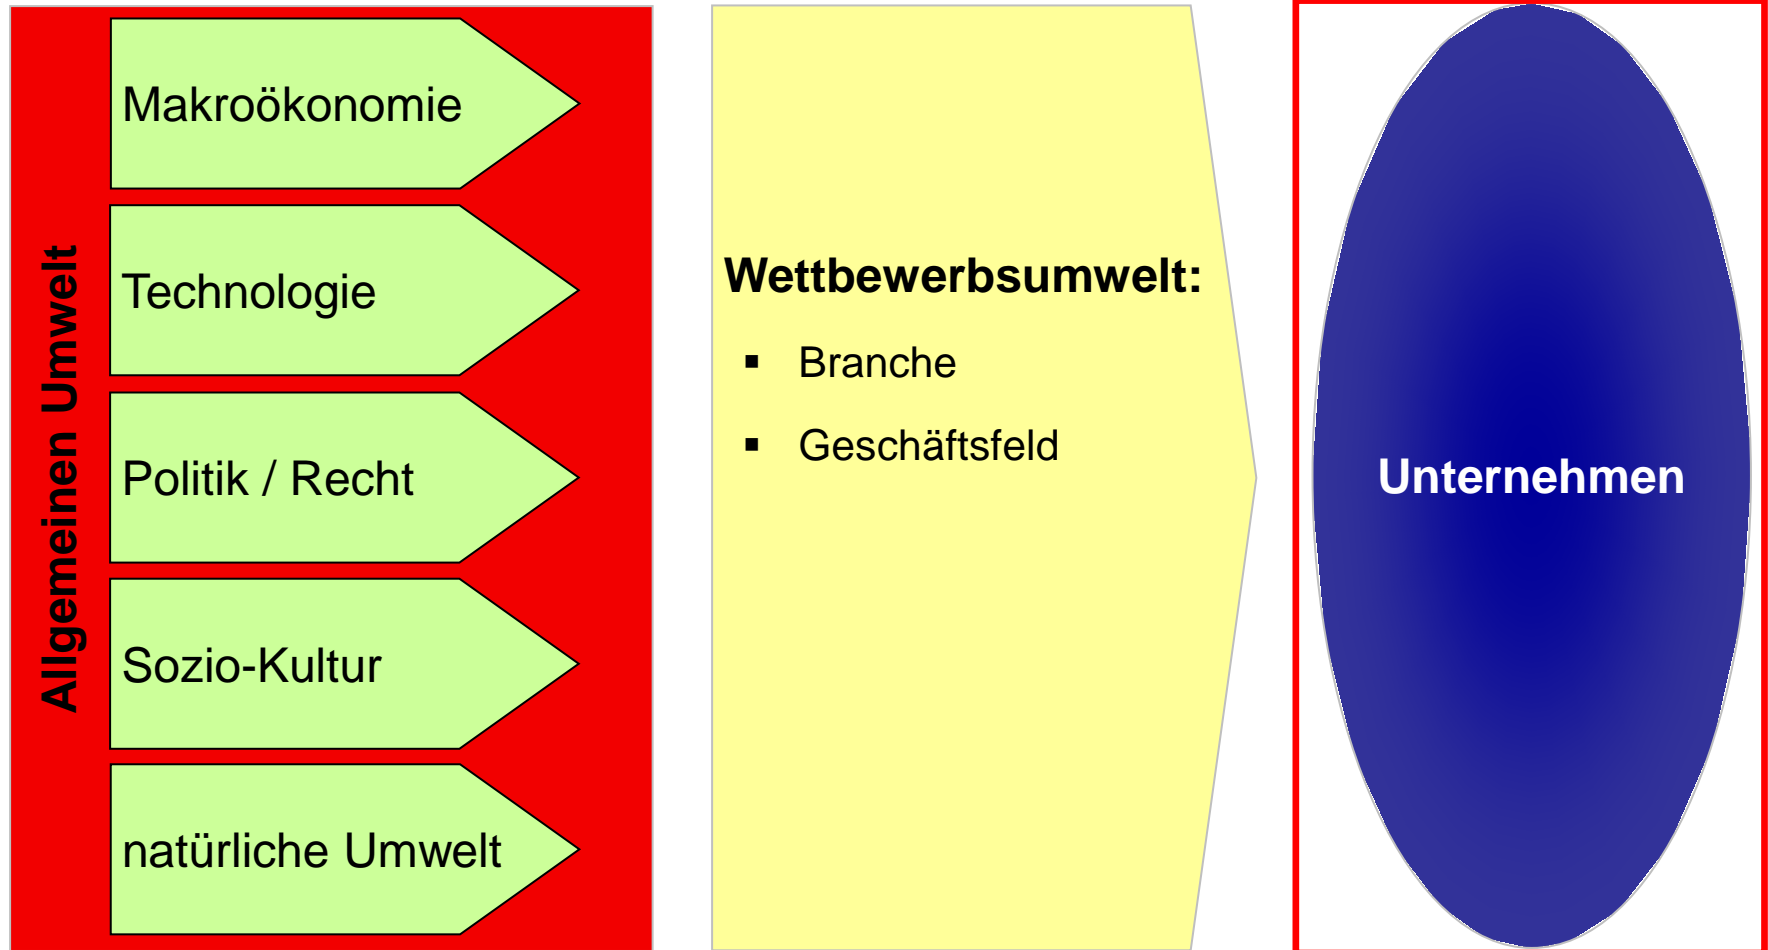 Allgemeinen Umwelt
Makroökonomie
Technologie
Politik / Recht
Sozio-Kultur
natürliche Umwelt
Wettbewerbsumwelt:
▪ Branche
▪ Geschäftsfeld
Unternehmen